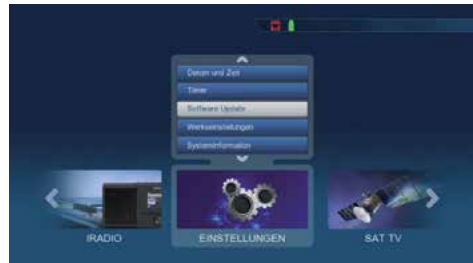 Datum und Zeit
Timer
Software Update
Werkseinstellungen
Systeminformation
IRADIO
EINSTELLUNGEN
SAT TV